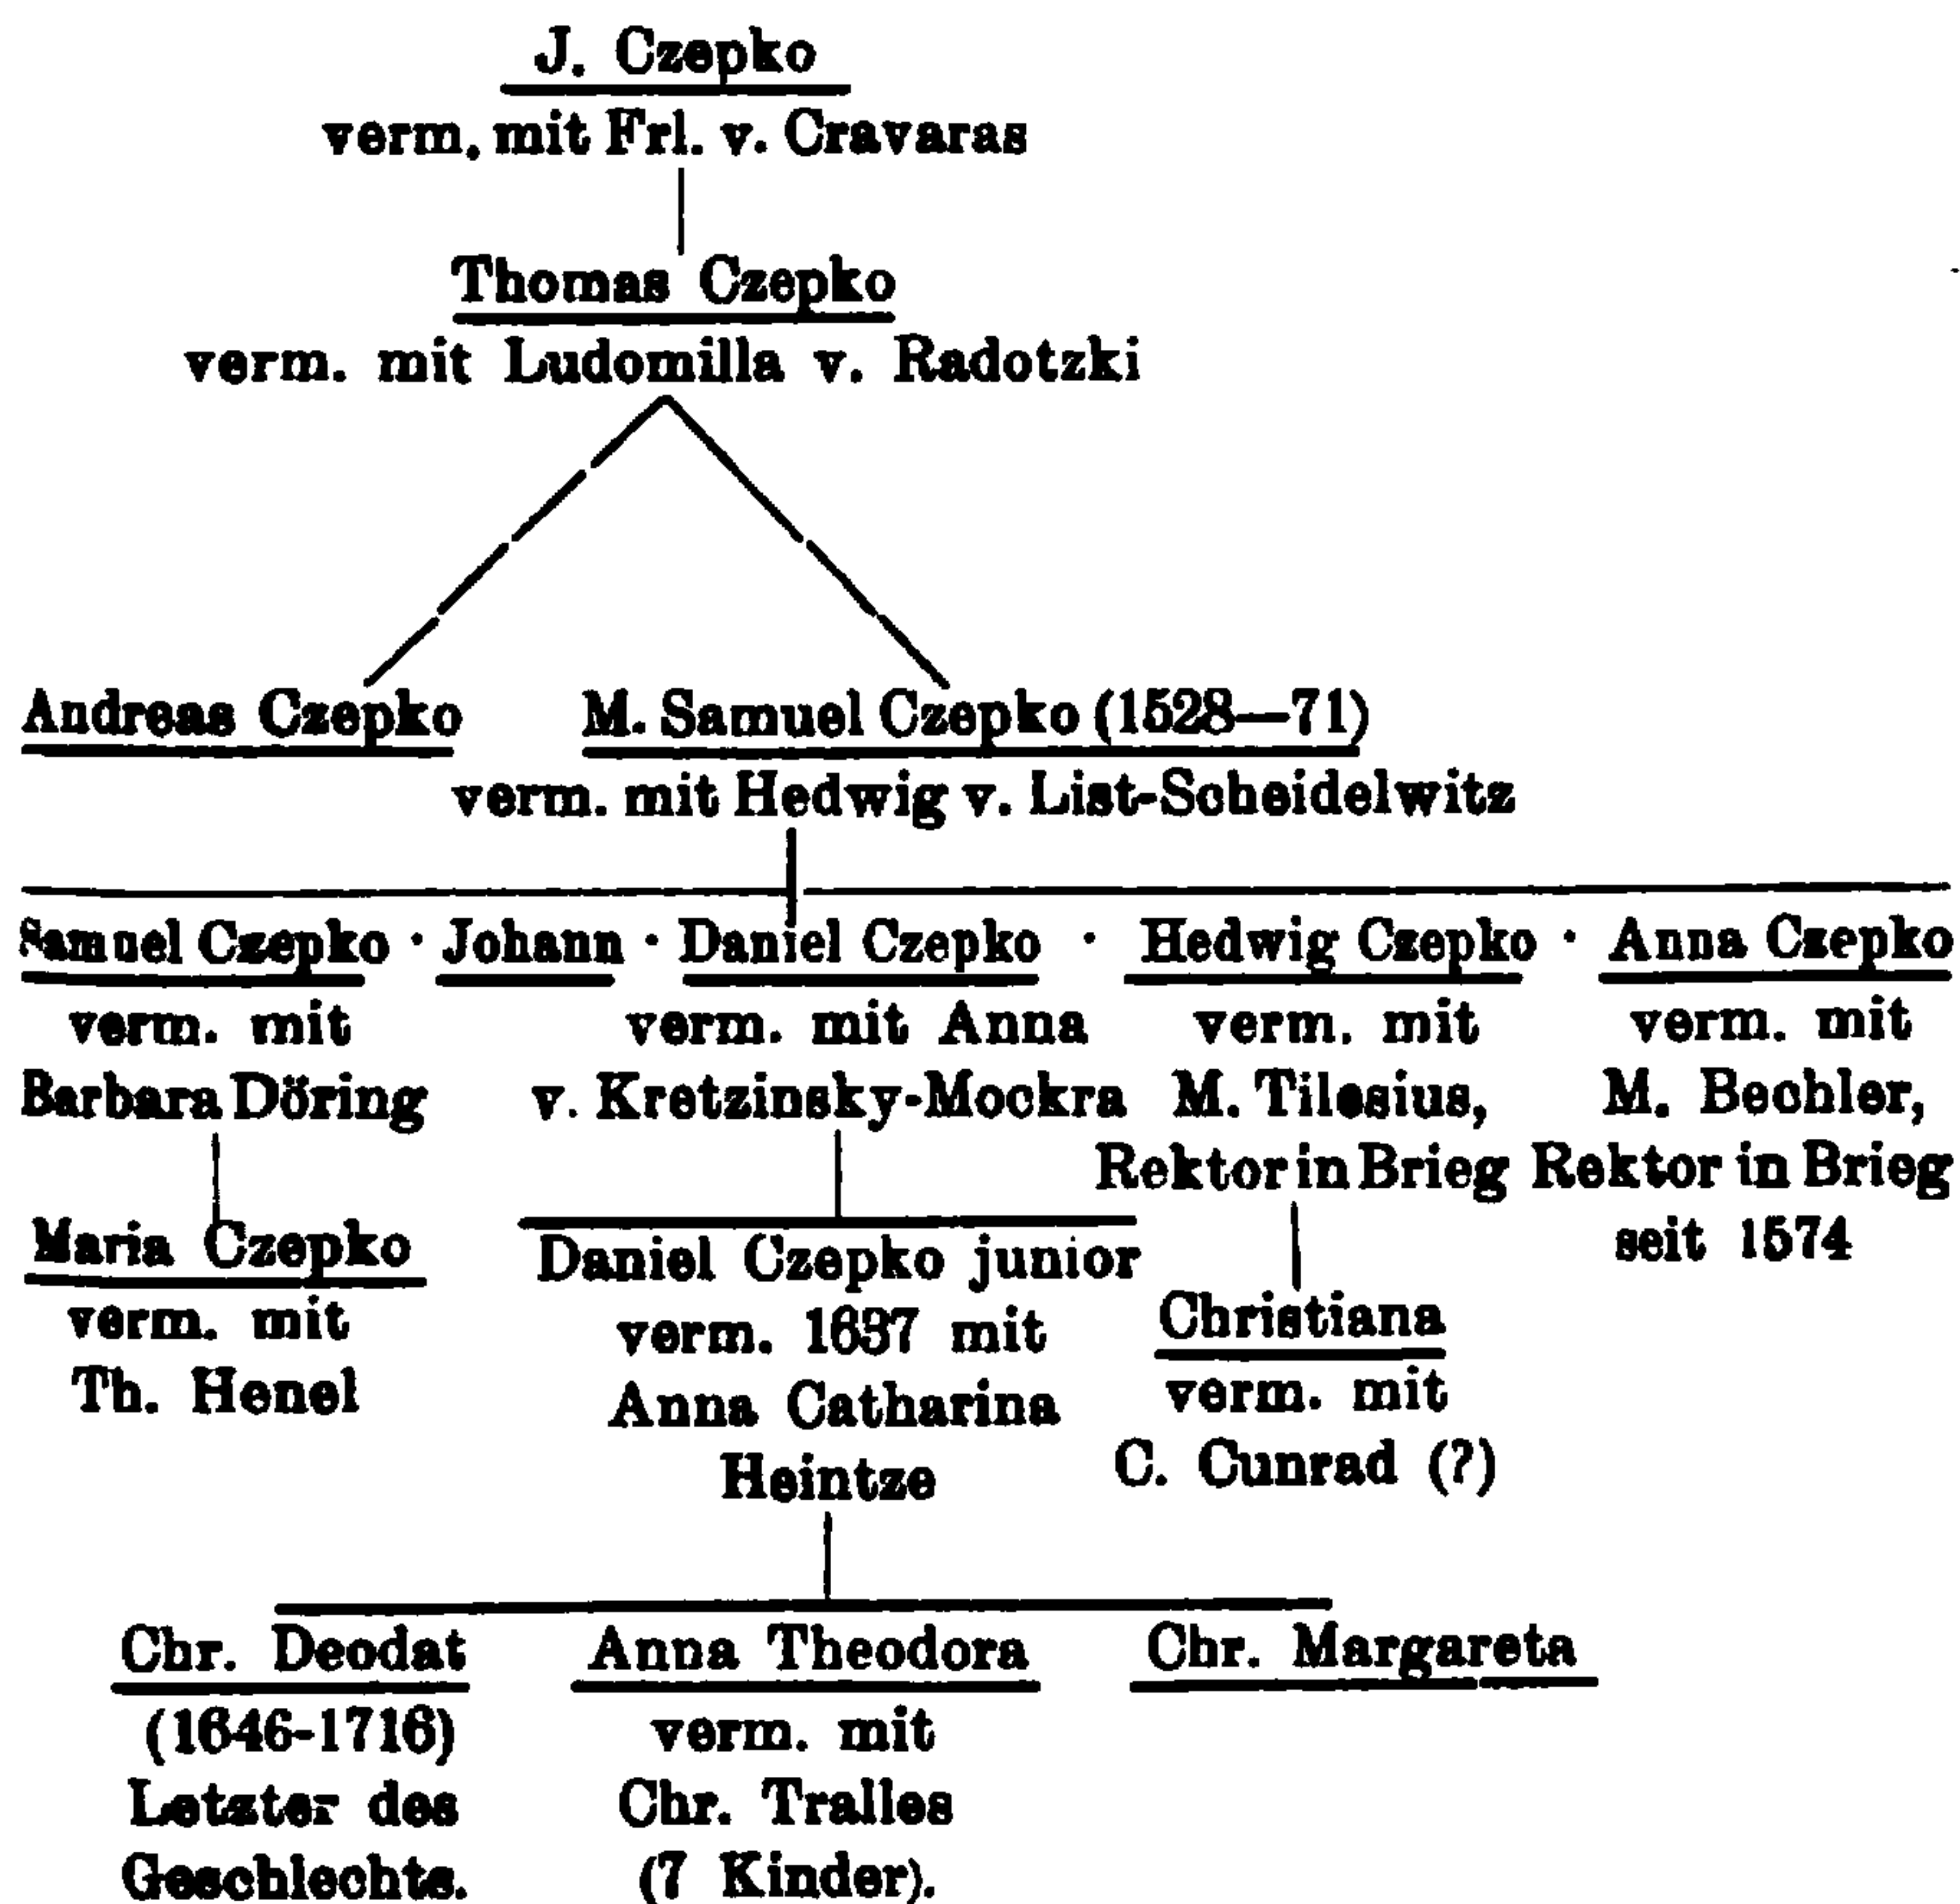 J. Czepko
verm. mit Frl. v. Cravaras
Thomas Czepko
verm. mit Ludomilla v. Radotzki
Andreas Czepko M. Samuel Czepko (1528—71)
verm. mit Hedwig v. List-Scheidelwitz
Samuel Czepko · Johann · Daniel Czepko · Hedwig Czepko · Anna Czepko
verm. mit verm. mit Anna verm. mit verm. mit
Barbara Döring v. Kretzinsky-Mockra M. Tilesius, M. Bechler,
Rektor in Brieg Rektor in Brieg
Maria Czepko Daniel Czepko junior seit 1574
verm. mit verm. 1637 mit Christiana
Th. Henel Anna Catharina verm. mit
Heintze C. Cunrad (?)
Chr. Deodat Anna Theodora Chr. Margareta
(1646-1716) verm. mit
Letzter des Chr. Tralles
Geschlechts. (7 Kinder).